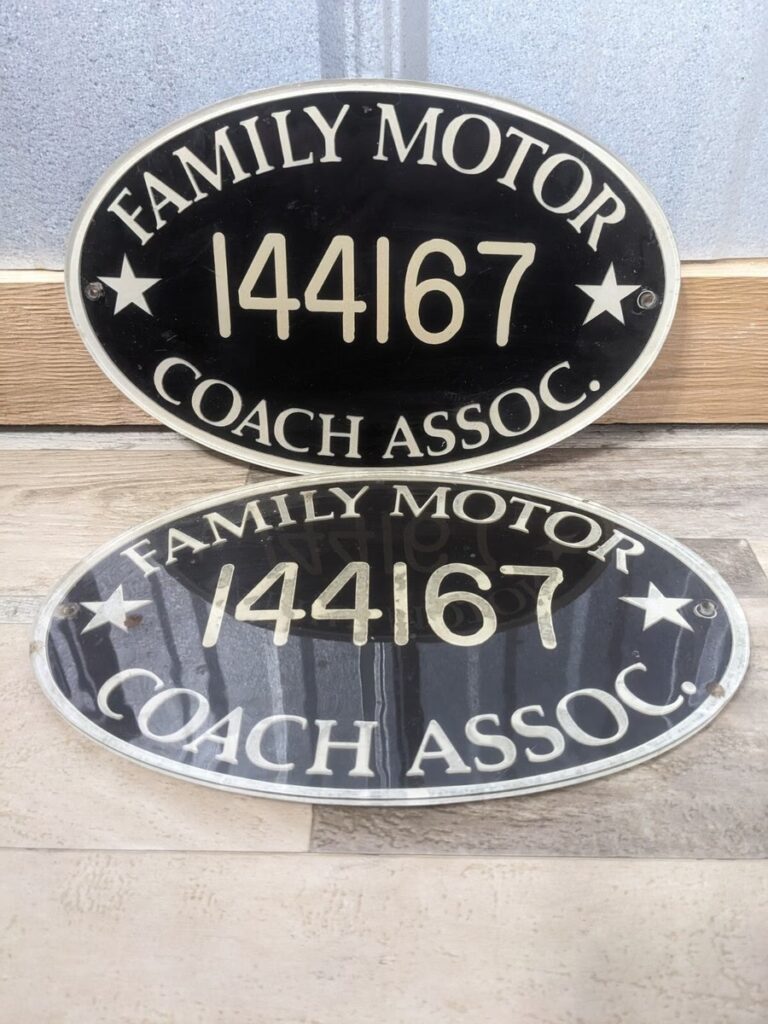 FAMILY MOTOR
144167
COACH ASSOC.
FAMILY MOTOR
144167
COACH ASSOC.